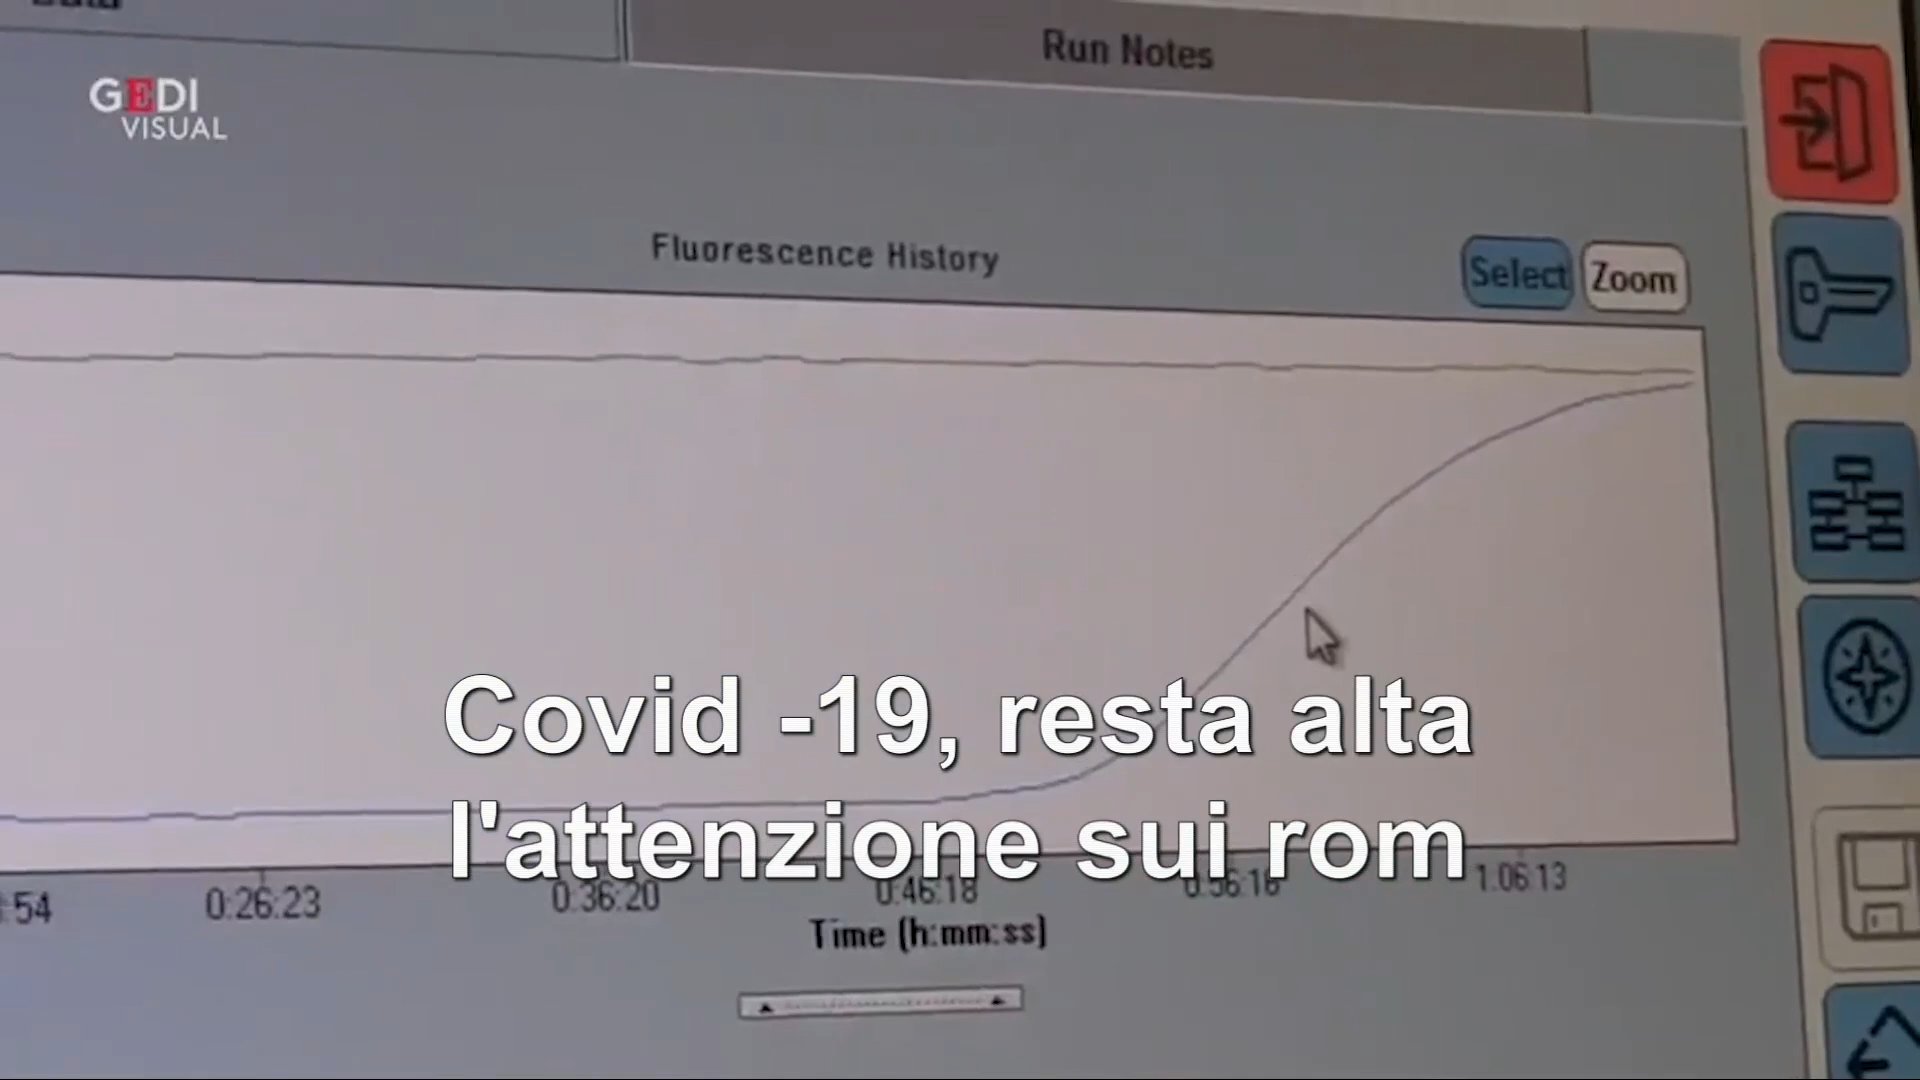 Run Notes
GEDI
VISUAL
Fluorescence History
Select
Zoom
Covid -19, resta alta
l'attenzione sui rom
:54
0:26:23
0:36:20
0:46:18
0:56:16
1:06:13
Time (h:mm:ss)